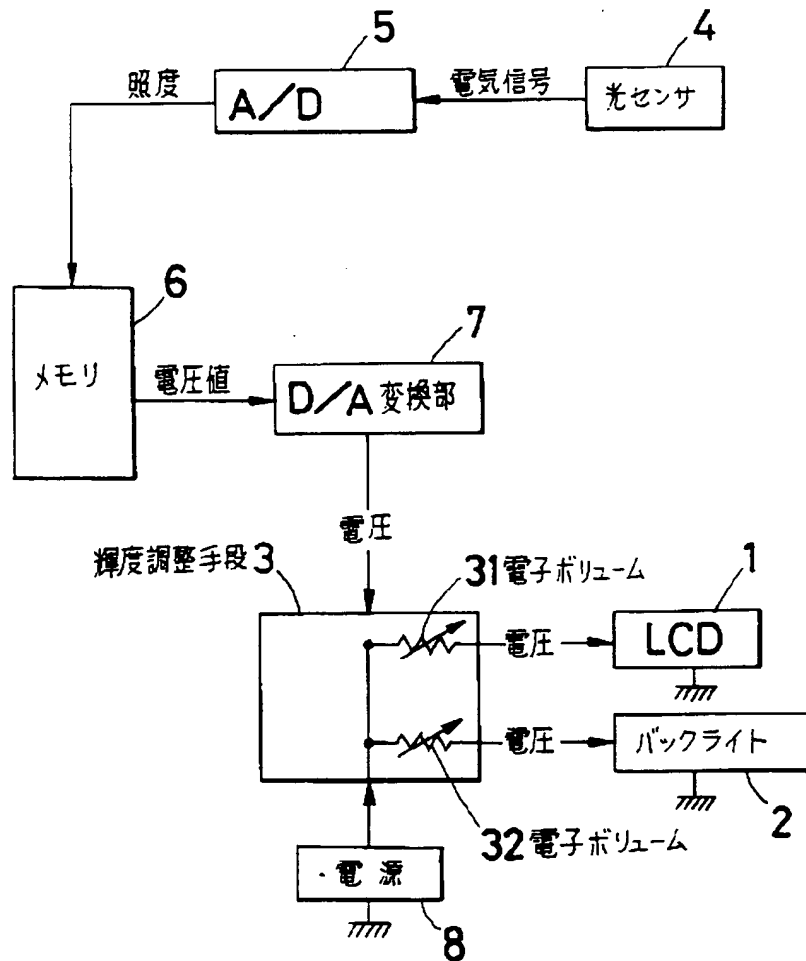 5
4
照度
A/D
電気信号
光センサ
6
メモリ
電圧値
7
D/A変換部
電圧
輝度調整手段3
31電子ボリューム
1
電圧
LCD
電圧
バックライト
2
32電子ボリューム
電源
8